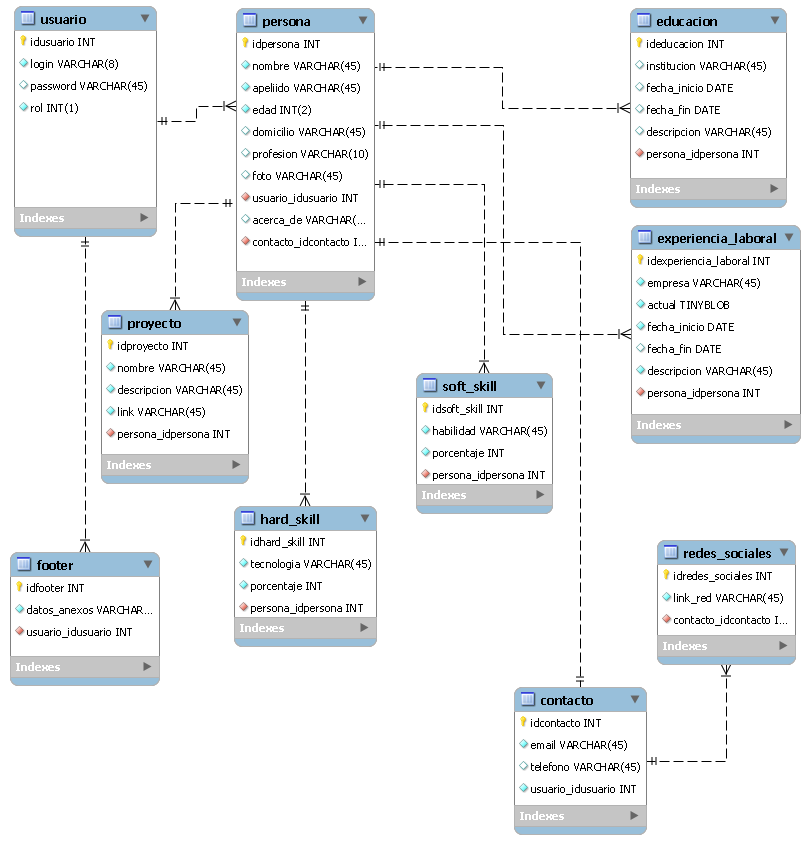 usuario
idusuario INT
login VARCHAR(8)
password VARCHAR(45)
rol INT(1)
Indexes
persona
idpersona INT
nombre VARCHAR(45)
apeliido VARCHAR(45)
edad INT(2)
domicilio VARCHAR(45)
profesion VARCHAR(10)
foto VARCHAR(45)
usuario_idusuario INT
acerca_de VARCHAR(...
contacto_idcontacto I...
Indexes
educacion
ideducacion INT
institucion VARCHAR(45)
fecha_inicio DATE
fecha_fin DATE
descripcion VARCHAR(45)
persona_idpersona INT
Indexes
experiencia_laboral
idexperiencia_laboral INT
empresa VARCHAR(45)
actual TINYBLOB
fecha_inicio DATE
fecha_fin DATE
descripcion VARCHAR(45)
persona_idpersona INT
Indexes
proyecto
idproyecto INT
nombre VARCHAR(45)
descripcion VARCHAR(45)
link VARCHAR(45)
persona_idpersona INT
Indexes
soft_skill
idsoft_skill INT
habilidad VARCHAR(45)
porcentaje INT
persona_idpersona INT
Indexes
hard_skill
idhard_skill INT
tecnologia VARCHAR(45)
porcentaje INT
persona_idpersona INT
Indexes
footer
idfooter INT
datos_anexos VARCHAR...
usuario_idusuario INT
Indexes
redes_sociales
idredes_sociales INT
link_red VARCHAR(45)
contacto_idcontacto I...
Indexes
contacto
idcontacto INT
email VARCHAR(45)
telefono VARCHAR(45)
usuario_idusuario INT
Indexes